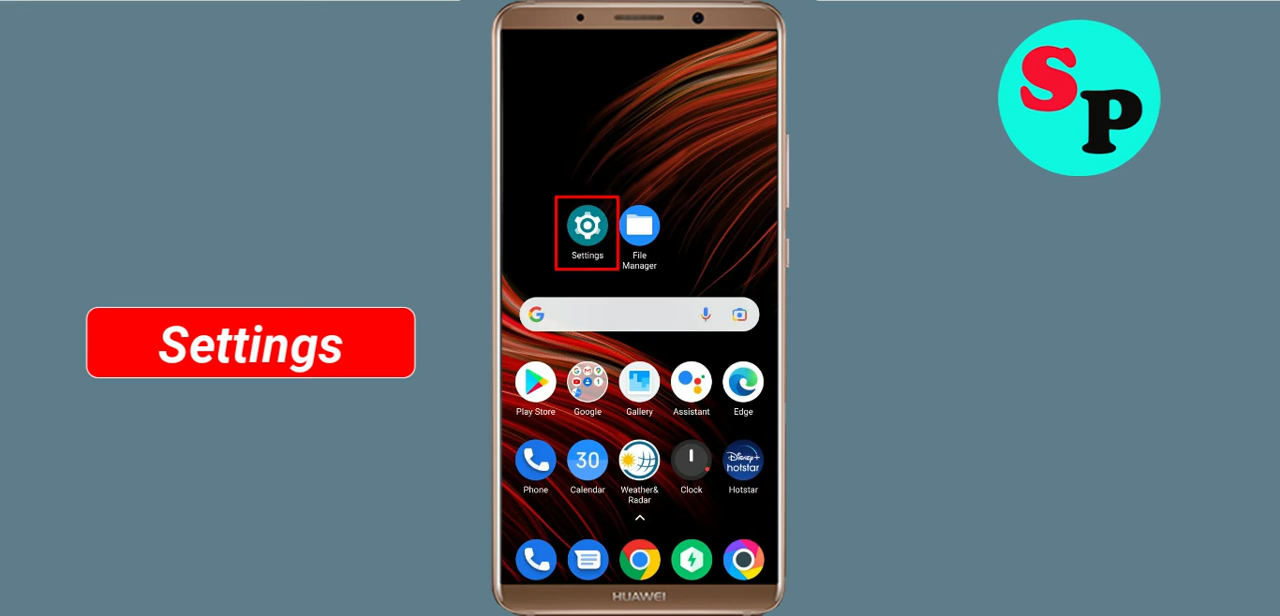 S
P
Settings
Settings
File
Manager
G
Play Store
Google
Gallery
Assistant
Edge
30
Disney+
hotstar
Phone
Calendar
Weather&
Radar
Clock
Hotstar
HUAWEI